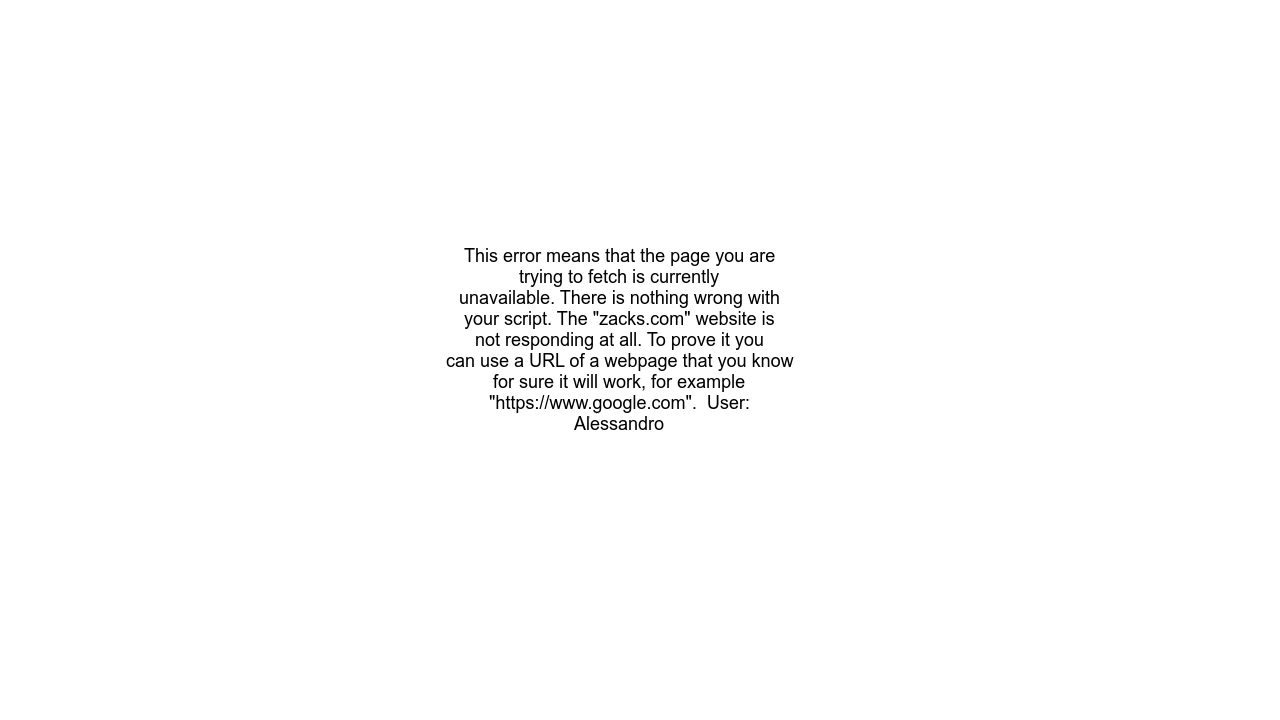 This error means that the page you are
trying to fetch is currently
unavailable. There is nothing wrong with
your script. The "zacks.com" website is
not responding at all. To prove it you
can use a URL of a webpage that you know
for sure it will work, for example
"https://www.google.com".  User:
Alessandro